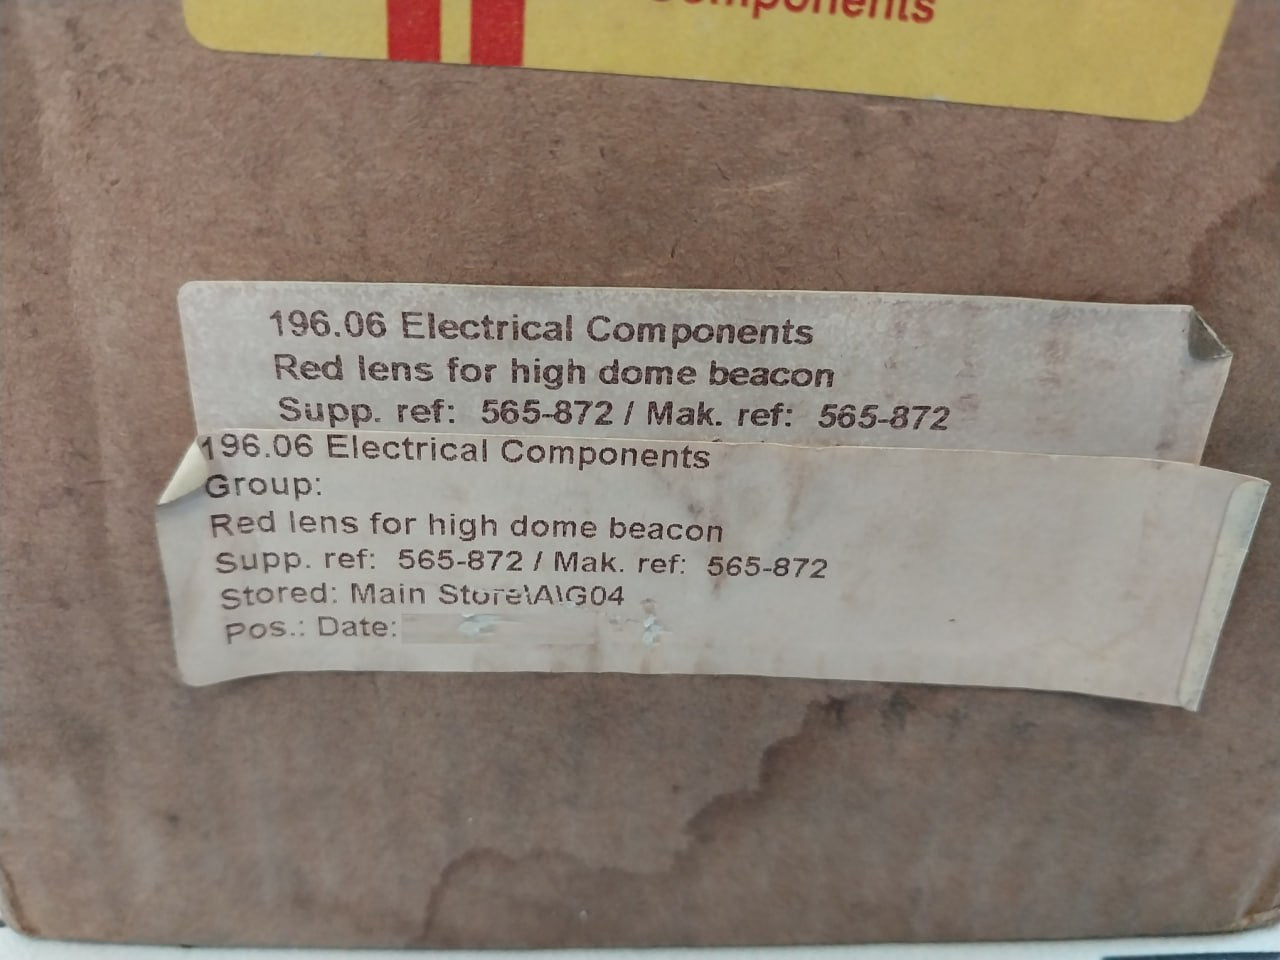 196.06 Electrical Components
Red lens for high dome beacon
Supp. ref: 565-872 / Mak. ref: 565-872
196.06 Electrical Components
Group:
Red lens for high dome beacon
Supp. ref: 565-872 / Mak. ref: 565-872
Stored: Main Store\A\G04
Pos.: Date: